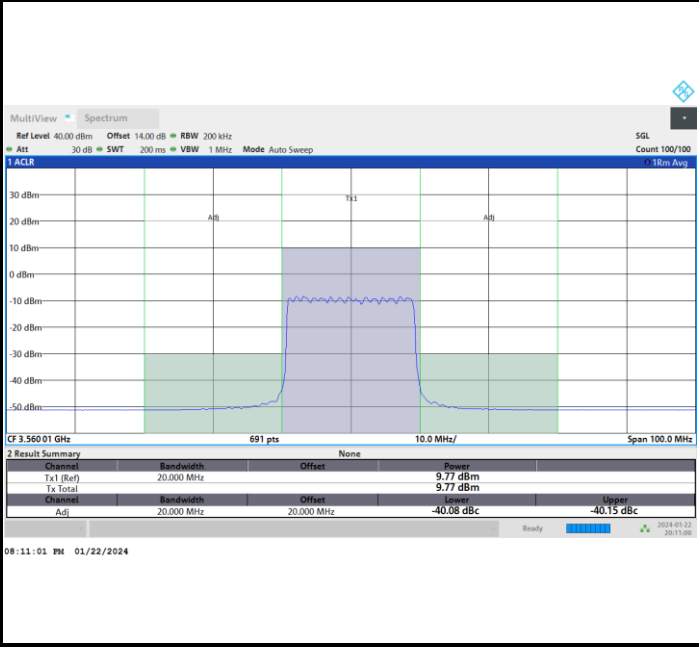 MultiView Spectrum
Ref Level 40.00 dBm Offset 14.00 dB RBW 200 kHz SGL
Att 30 dB SWT 200 ms VBW 1 MHz Mode Auto Sweep Count 100/100
1 ACLR 1Rm Avg
30 dBm
Tx1
20 dBm Adj Adj
10 dBm
0 dBm
-10 dBm
-20 dBm
-30 dBm
-40 dBm
-50 dBm
CF 3.56001 GHz 691 pts 10.0 MHz/ Span 100.0 MHz
2 Result Summary None
Channel Bandwidth Offset Power
Tx1 (Ref) 20.000 MHz 9.77 dBm
Tx Total 9.77 dBm
Channel Bandwidth Offset Lower Upper
Adj 20.000 MHz 20.000 MHz -40.08 dBc -40.15 dBc
Ready 2024-01-22
20:11:00
08:11:01 PM 01/22/2024